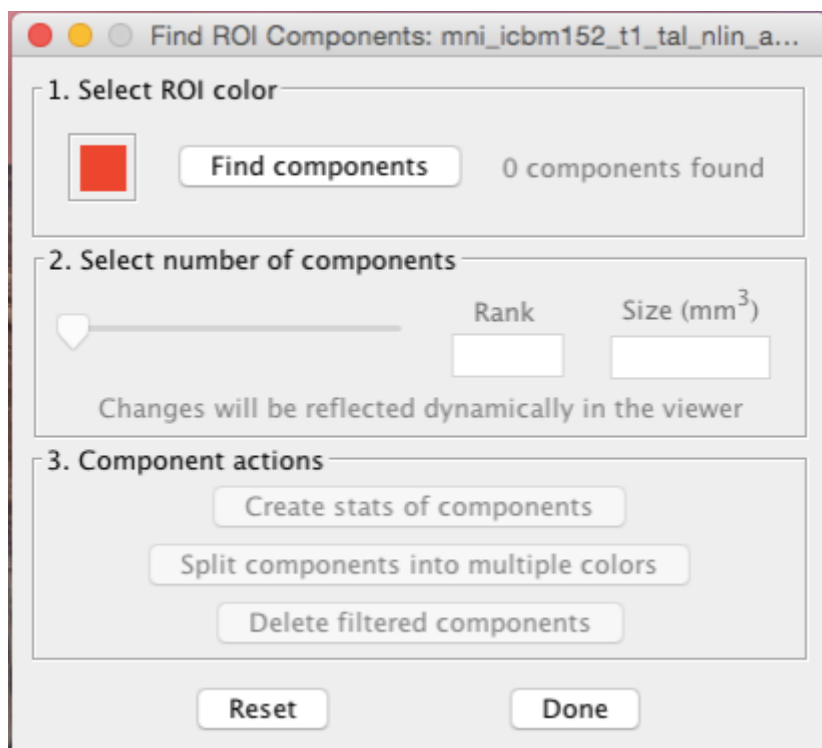 Find ROI Components: mni_icbm152_t1_tal_nlin_a...
1. Select ROI color
Find components 0 components found
2. Select number of components
Rank Size (mm³)
Changes will be reflected dynamically in the viewer
3. Component actions
Create stats of components
Split components into multiple colors
Delete filtered components
Reset Done